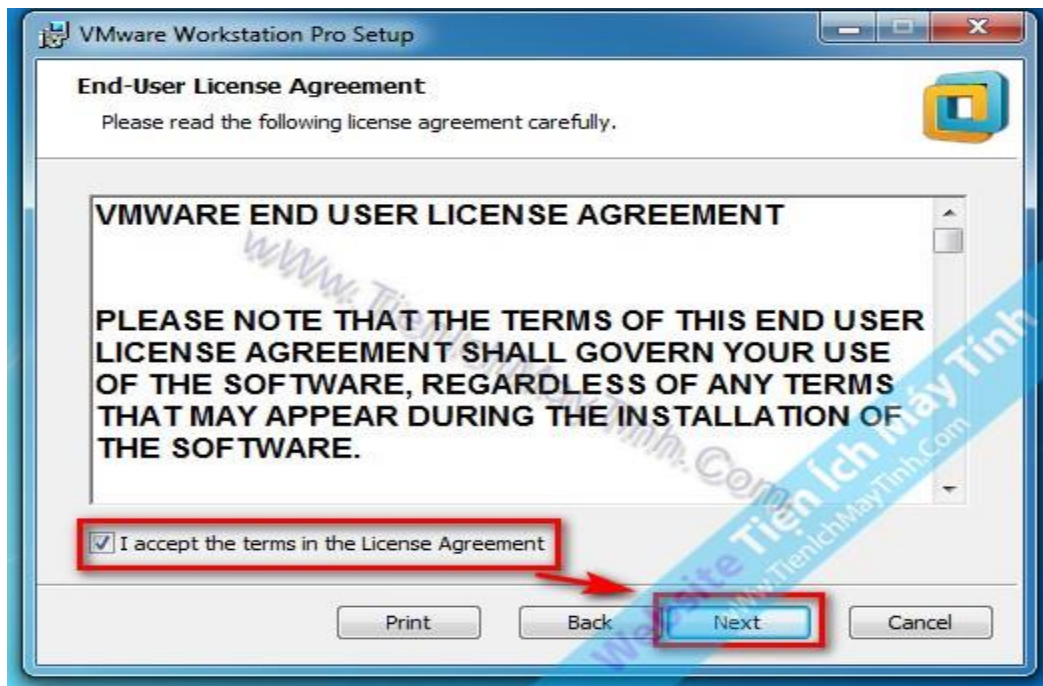 VMware Workstation Pro Setup
End-User License Agreement
Please read the following license agreement carefully.
VMWARE END USER LICENSE AGREEMENT
PLEASE NOTE THAT THE TERMS OF THIS END USER
LICENSE AGREEMENT SHALL GOVERN YOUR USE
OF THE SOFTWARE, REGARDLESS OF ANY TERMS
THAT MAY APPEAR DURING THE INSTALLATION OF
THE SOFTWARE.
wWw.TienIchMayTinh.Com
I accept the terms in the License Agreement
Website Tiện Ích Máy Tính
www.TienIchMayTinh.Com
Print Back Next Cancel